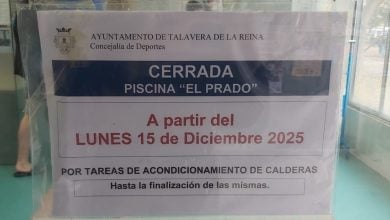 AYUNTAMIENTO DE TALAVERA DE LA REINA
Concejalía de Deportes
CERRADA
PISCINA "EL PRADO"
A partir del
LUNES 15 de Diciembre 2025
POR TAREAS DE ACONDICIONAMIENTO DE CALDERAS
Hasta la finalización de las mismas.